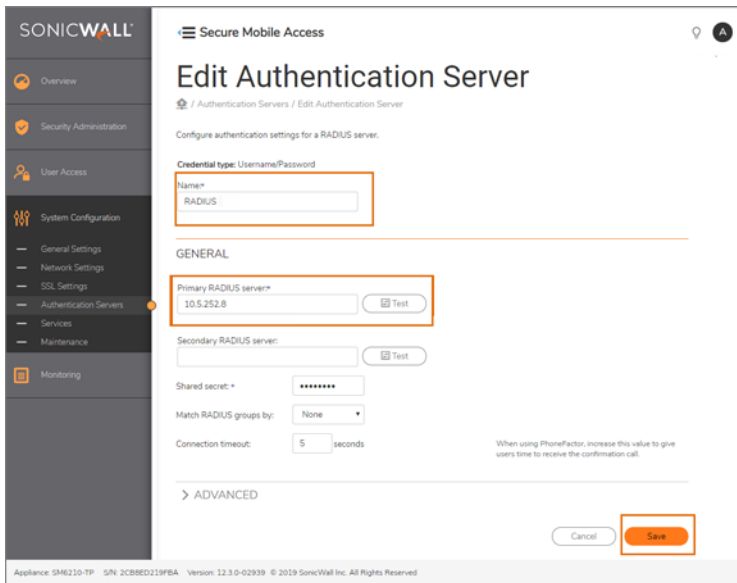 SONICWALL
Secure Mobile Access
A
Overview
Security Administration
User Access
System Configuration
General Settings
Network Settings
SSL Settings
Authentication Servers
Services
Maintenance
Monitoring
Edit Authentication Server
/ Authentication Servers / Edit Authentication Server
Configure authentication settings for a RADIUS server.
Credential type: Username/Password
Name:*
RADIUS
GENERAL
Primary RADIUS server:*
10.5.252.8
Test
Secondary RADIUS server:
Test
Shared secret: *
••••••••
Match RADIUS groups by:
None
Connection timeout:
5 seconds
When using PhoneFactor, increase this value to give
users time to receive the confirmation call.
ADVANCED
Cancel
Save
Appliance: SM6210-TP S/N: 2CB8ED219FBA Version: 12.3.0-02939 © 2019 SonicWall Inc. All Rights Reserved